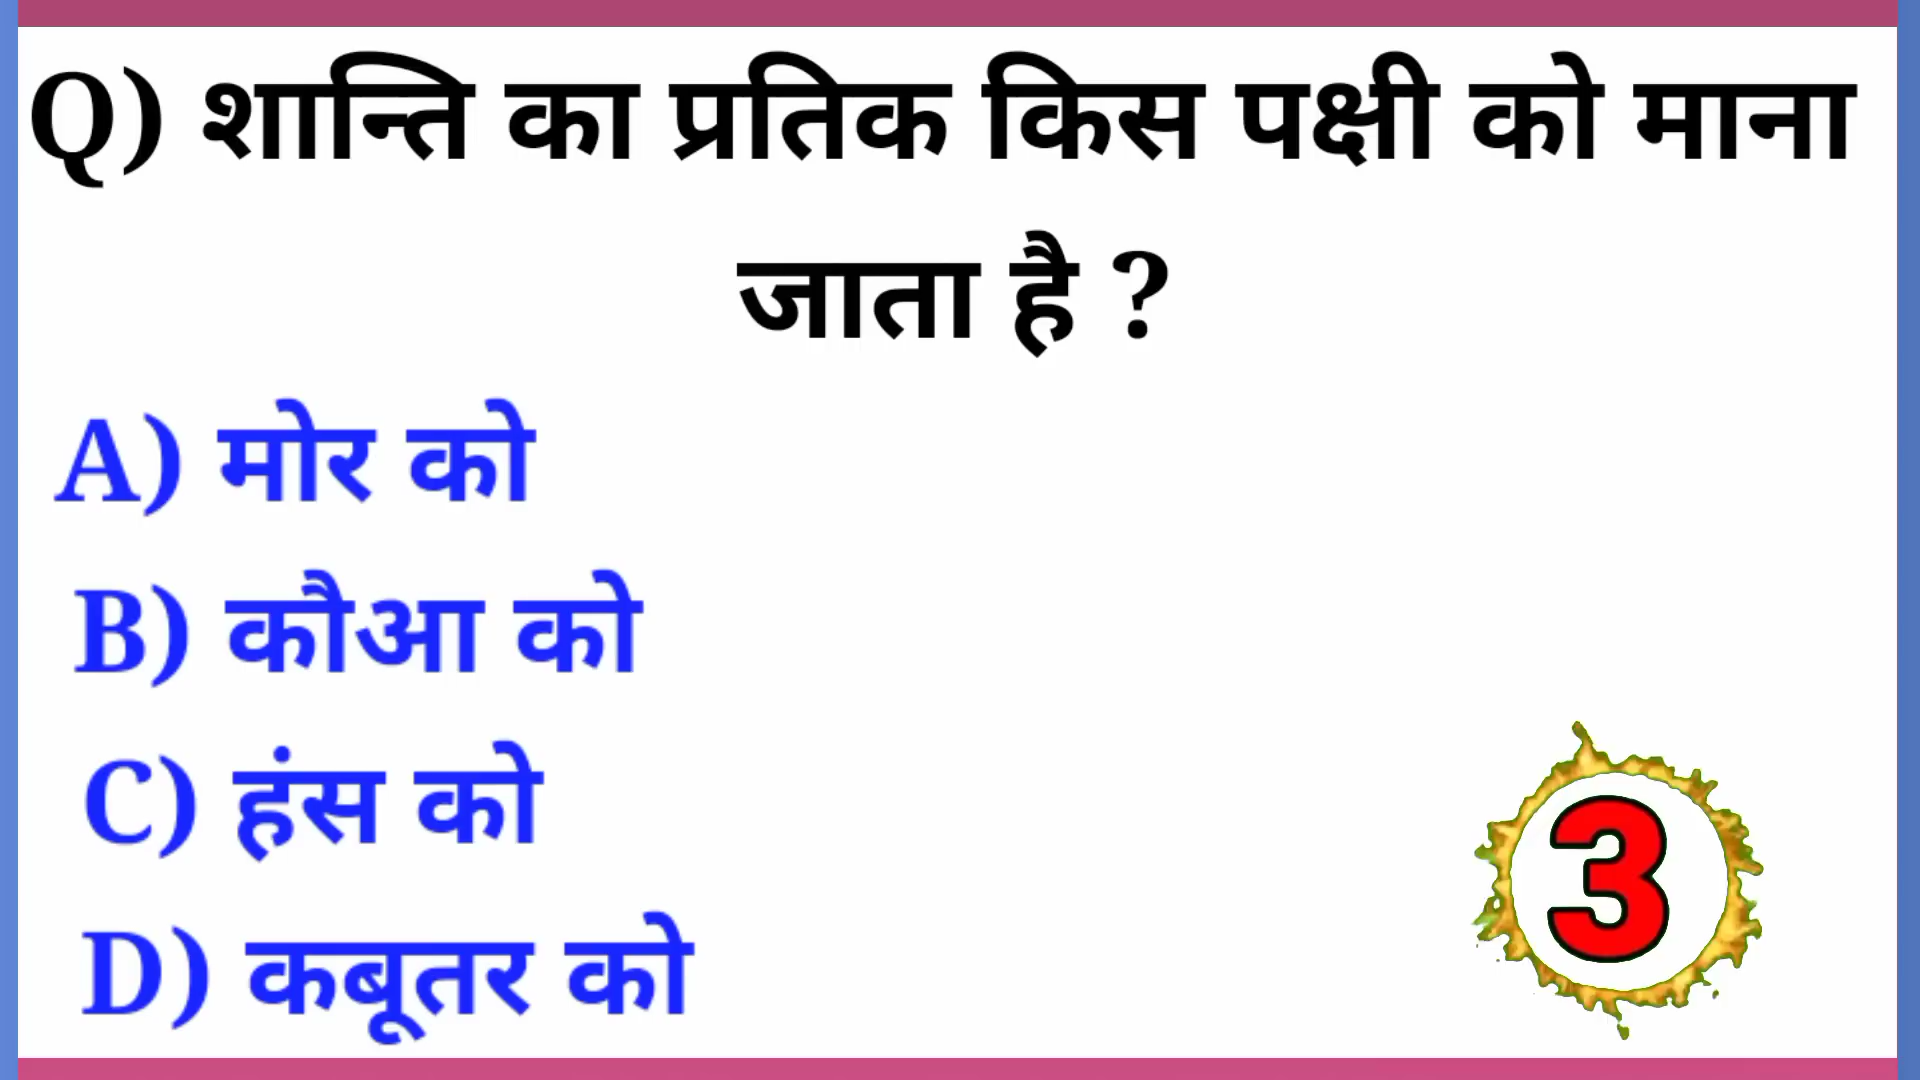 Q) शान्ति का प्रतिक किस पक्षी को माना
जाता है ?
A) मोर को
B) कौआ को
C) हंस को
D) कबूतर को
3